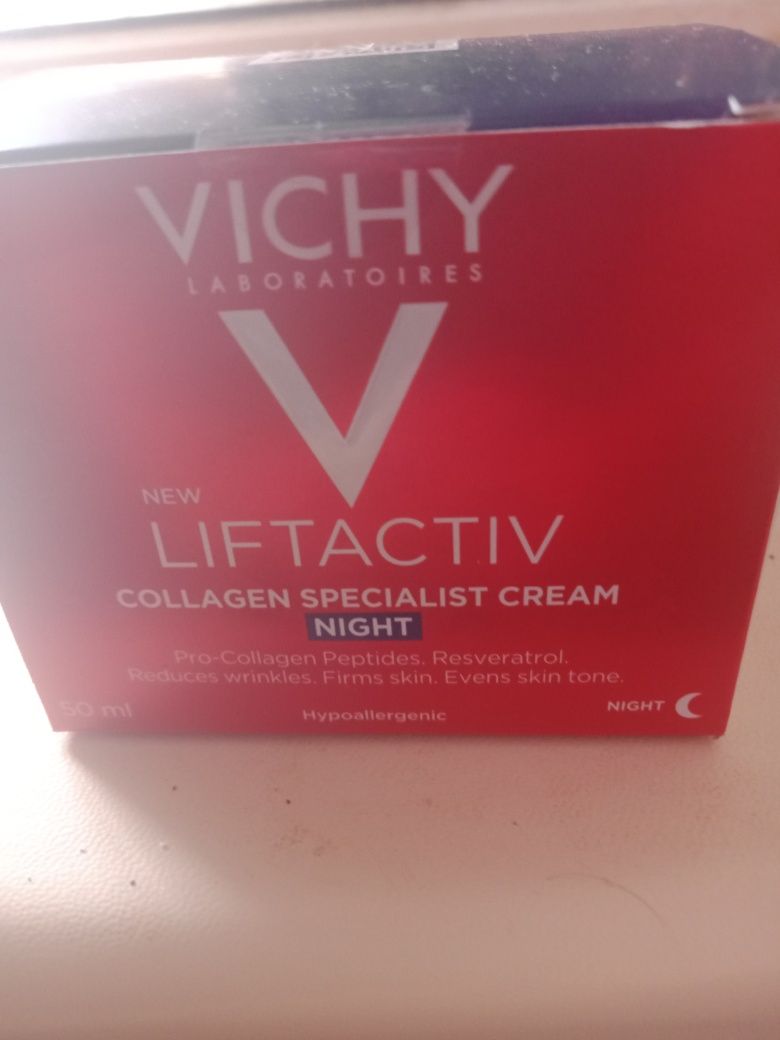 VICHY
LABORATOIRES
NEW
LIFTACTIV
COLLAGEN SPECIALIST CREAM
NIGHT
Pro-Collagen Peptides. Resveratrol.
Reduces wrinkles. Firms skin. Evens skin tone.
50 ml
Hypoallergenic
NIGHT